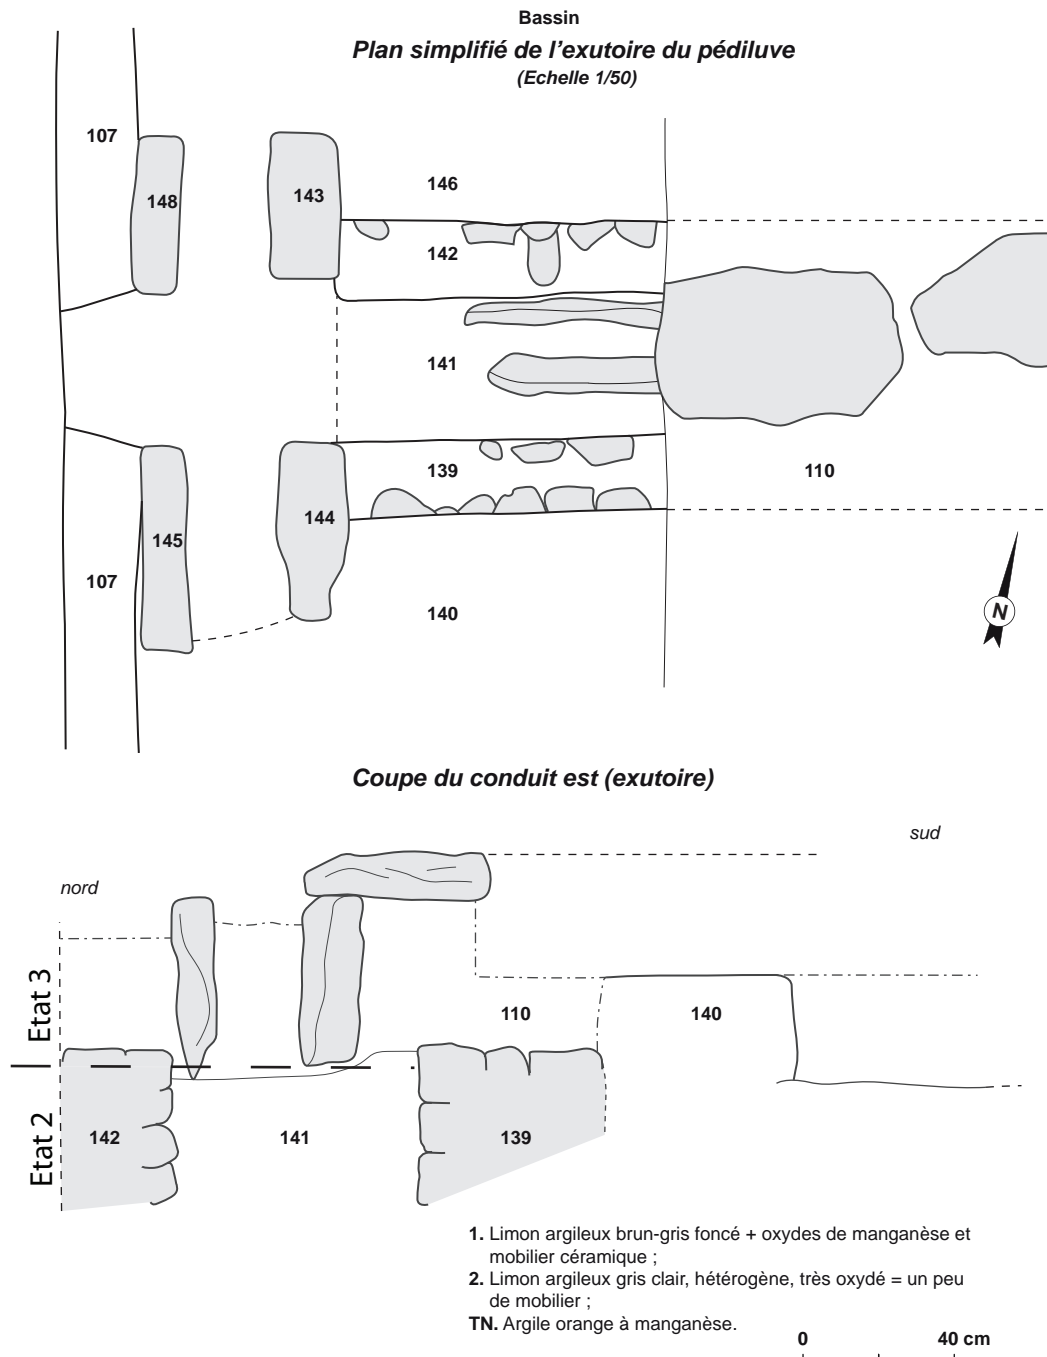 Bassin
Plan simplifié de l’exutoire du pédiluve
(Echelle 1/50)
107
148
143
146
142
141
139
110
144
145
107
140
N
Coupe du conduit est (exutoire)
sud
nord
Etat 3
110
140
Etat 2
142
141
139
1. Limon argileux brun-gris foncé + oxydes de manganèse et
mobilier céramique ;
2. Limon argileux gris clair, hétérogène, très oxydé = un peu
de mobilier ;
TN. Argile orange à manganèse.
0 40 cm